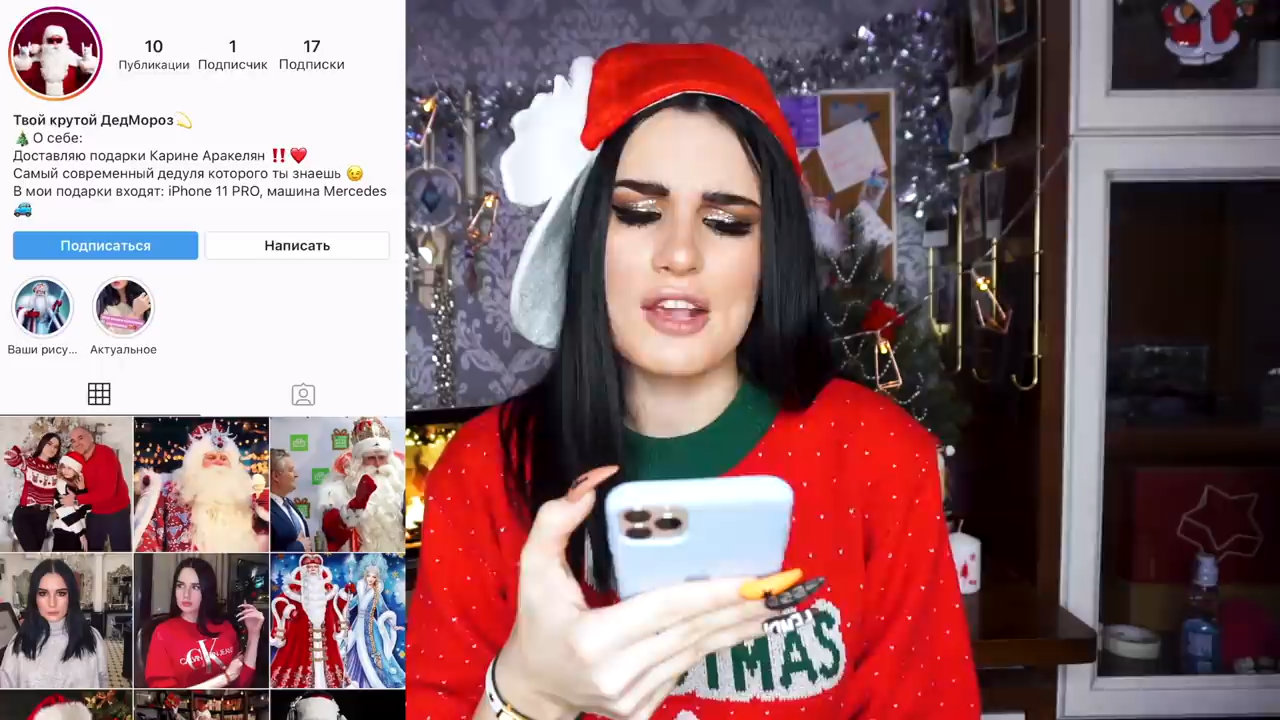 10 1 17
Публикации Подписчик Подписки
Твой крутой ДедМороз💫
🎄О себе:
Доставляю подарки Карине Аракелян ‼️❤️
Самый современный дедуля которого ты знаешь 😉
В мои подарки входят: iPhone 11 PRO, машина Mercedes
🚙
Подписаться Написать
Ваши рису... Актуальное
TMAS